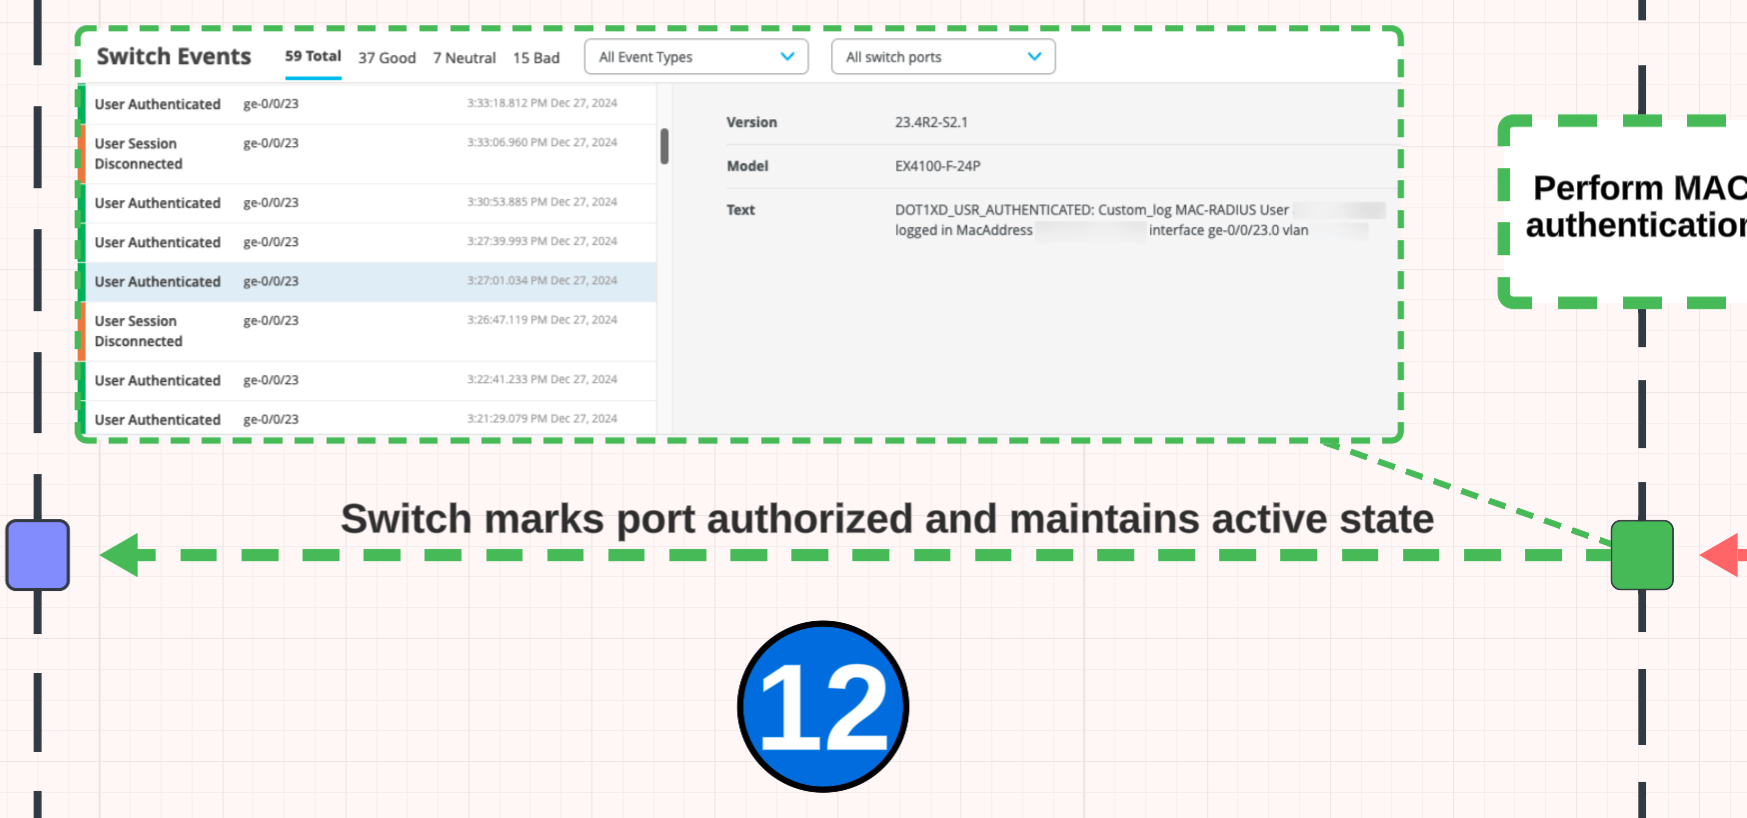 Switch Events 59 Total 37 Good 7 Neutral 15 Bad All Event Types All switch ports
User Authenticated ge-0/0/23 3:33:18.812 PM Dec 27, 2024
User Session Disconnected ge-0/0/23 3:33:06.960 PM Dec 27, 2024
User Authenticated ge-0/0/23 3:30:53.885 PM Dec 27, 2024
User Authenticated ge-0/0/23 3:27:39.993 PM Dec 27, 2024
User Authenticated ge-0/0/23 3:27:01.034 PM Dec 27, 2024
User Session Disconnected ge-0/0/23 3:26:47.119 PM Dec 27, 2024
User Authenticated ge-0/0/23 3:22:41.233 PM Dec 27, 2024
User Authenticated ge-0/0/23 3:21:29.079 PM Dec 27, 2024
Version 23.4R2-S2.1
Model EX4100-F-24P
Text DOT1XD_USR_AUTHENTICATED: Custom_log MAC-RADIUS User
logged in MacAddress interface ge-0/0/23.0 vlan
Perform MAC
authentication
Switch marks port authorized and maintains active state
12